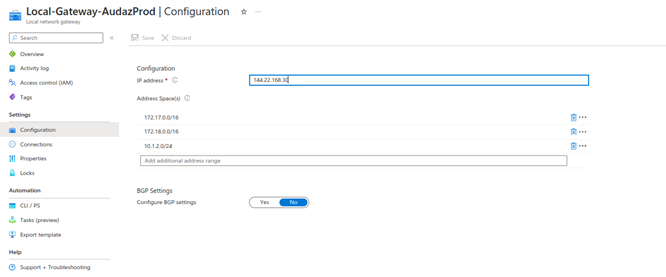 Local-Gateway-AudazProd | Configuration
Local network gateway
Search
Save Discard
Overview
Activity log
Access control (IAM)
Tags
Settings
Configuration
Connections
Properties
Locks
Automation
CLI / PS
Tasks (preview)
Export template
Help
Support + Troubleshooting
Configuration
IP address *
144.22.168.30
Address Space(s)
172.17.0.0/16
172.18.0.0/16
10.1.2.0/24
Add additional address range
BGP Settings
Configure BGP settings
Yes No